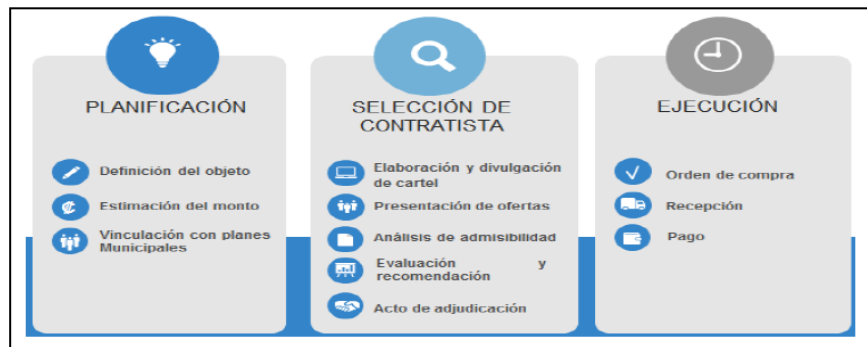 PLANIFICACIÓN
Definición del objeto
Estimación del monto
Vinculación con planes
Municipales
SELECCIÓN DE
CONTRATISTA
Elaboración y divulgación
de cartel
Presentación de ofertas
Análisis de admisibilidad
Evaluación y
recomendación
Acto de adjudicación
EJECUCIÓN
Orden de compra
Recepción
Pago